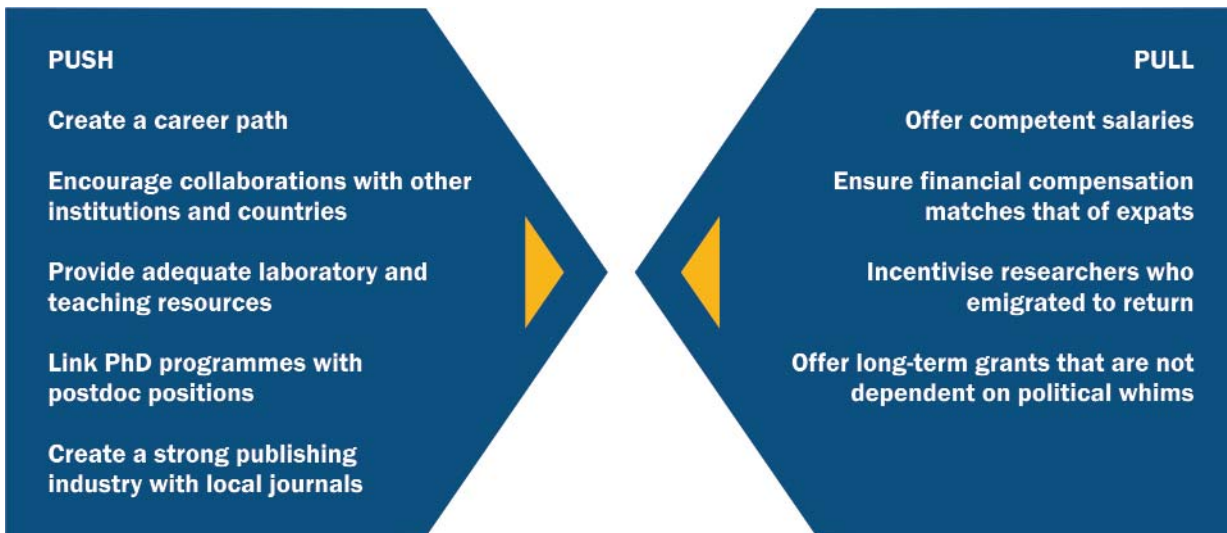 PUSH
Create a career path
Encourage collaborations with other
institutions and countries
Provide adequate laboratory and
teaching resources
Link PhD programmes with
postdoc positions
Create a strong publishing
industry with local journals
PULL
Offer competent salaries
Ensure financial compensation
matches that of expats
Incentivise researchers who
emigrated to return
Offer long-term grants that are not
dependent on political whims